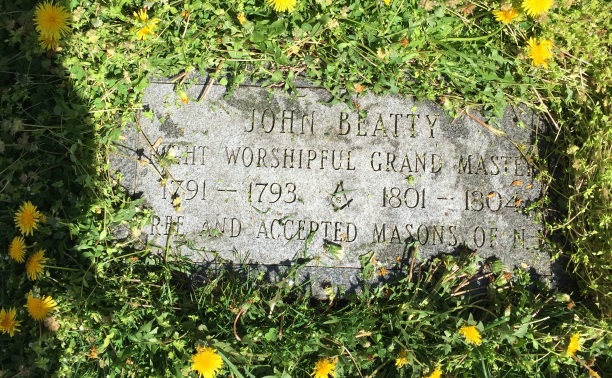 JOHN BEATTY
RIGHT WORSHIPFUL GRAND MASTER
1791 – 1793 G 1801 – 1804
FREE AND ACCEPTED MASONS OF N.J.